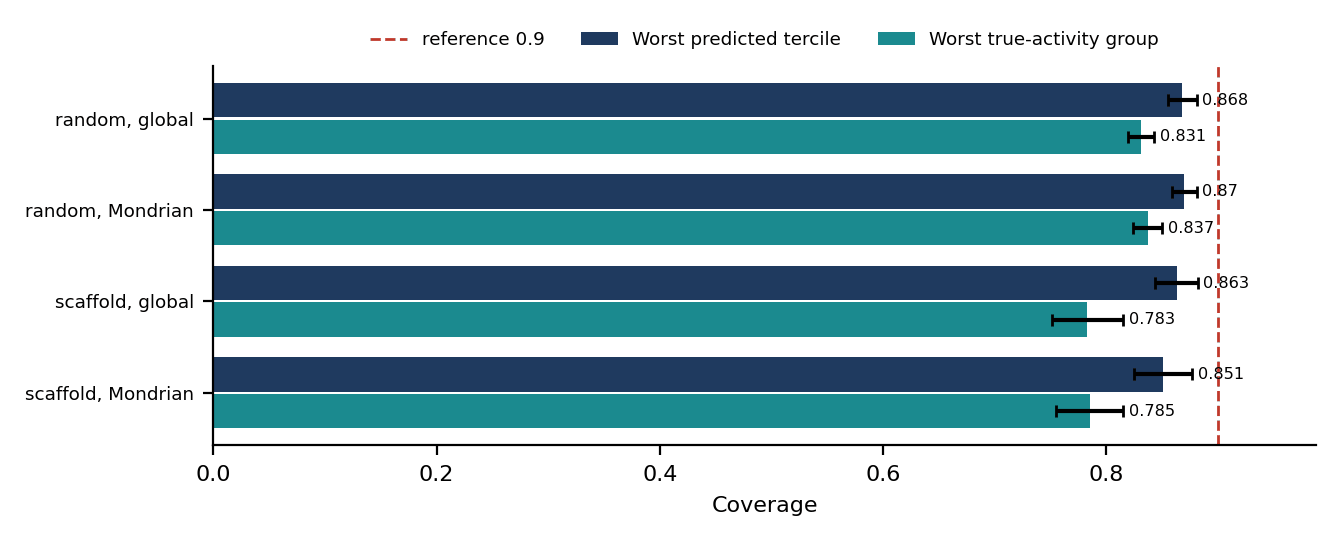 reference 0.9 Worst predicted tercile Worst true-activity group
random, global
0.868
0.831
random, Mondrian
0.87
0.837
scaffold, global
0.863
0.783
scaffold, Mondrian
0.851
0.785
0.0 0.2 0.4 0.6 0.8
Coverage